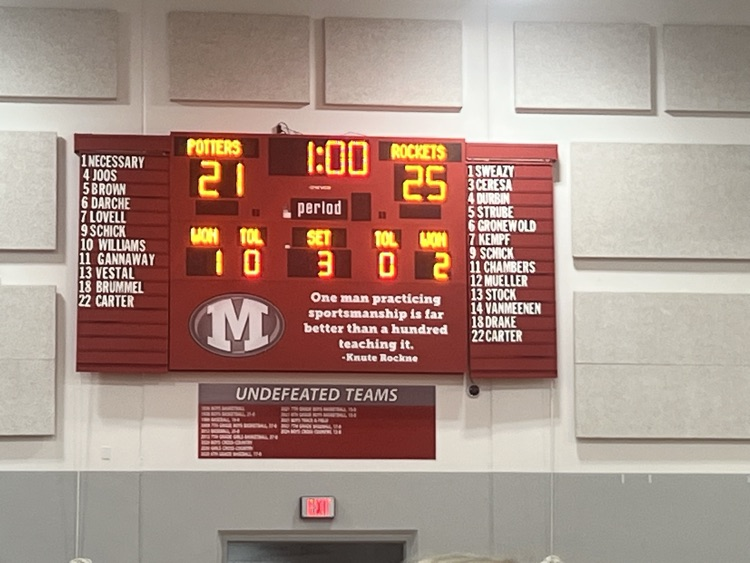 POTTERS
1:00
ROCKETS
21
25
period
WON
TOL
SET
TOL
WON
1
0
3
0
2
1 NECESSARY
4 JOOS
5 BROWN
6 DARCHE
7 LOVELL
9 SCHICK
10 WILLIAMS
11 GANNAWAY
13 VESTAL
18 BRUMMEL
22 CARTER
1 SWEAZY
3 CERESA
4 DURBIN
5 STRUBE
6 GRONEWOLD
7 KEMPF
9 SCHICK
11 CHAMBERS
12 MUELLER
13 STOCK
14 VANMEENEN
18 DRAKE
22 CARTER
M
One man practicing
sportsmanship is far
better than a hundred
teaching it.
-Knute Rockne
UNDEFEATED TEAMS
EXIT